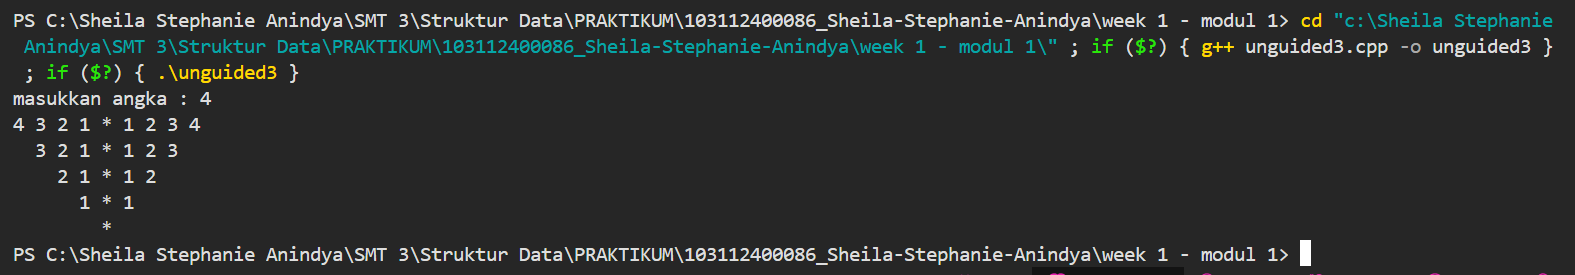 PS C:\Sheila Stephanie Anindya\SMT 3\Struktur Data\PRAKTIKUM\103112400086_Sheila-Stephanie-Anindya\week 1 - modul 1> cd "c:\Sheila Stephanie
 Anindya\SMT 3\Struktur Data\PRAKTIKUM\103112400086_Sheila-Stephanie-Anindya\week 1 - modul 1\" ; if ($?) { g++ unguided3.cpp -o unguided3 }
 ; if ($?) { .\unguided3 }
masukkan angka : 4
4 3 2 1 * 1 2 3 4
  3 2 1 * 1 2 3
    2 1 * 1 2
      1 * 1
        *
PS C:\Sheila Stephanie Anindya\SMT 3\Struktur Data\PRAKTIKUM\103112400086_Sheila-Stephanie-Anindya\week 1 - modul 1>